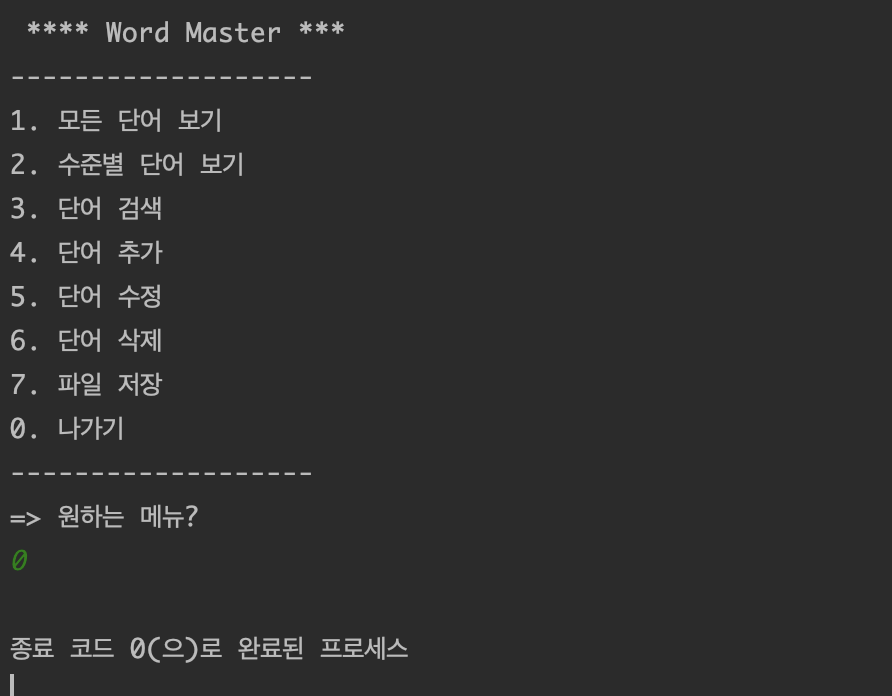 **** Word Master ***
-------------------
1. 모든 단어 보기
2. 수준별 단어 보기
3. 단어 검색
4. 단어 추가
5. 단어 수정
6. 단어 삭제
7. 파일 저장
0. 나가기
-------------------
=> 원하는 메뉴?
0
종료 코드 0(으)로 완료된 프로세스